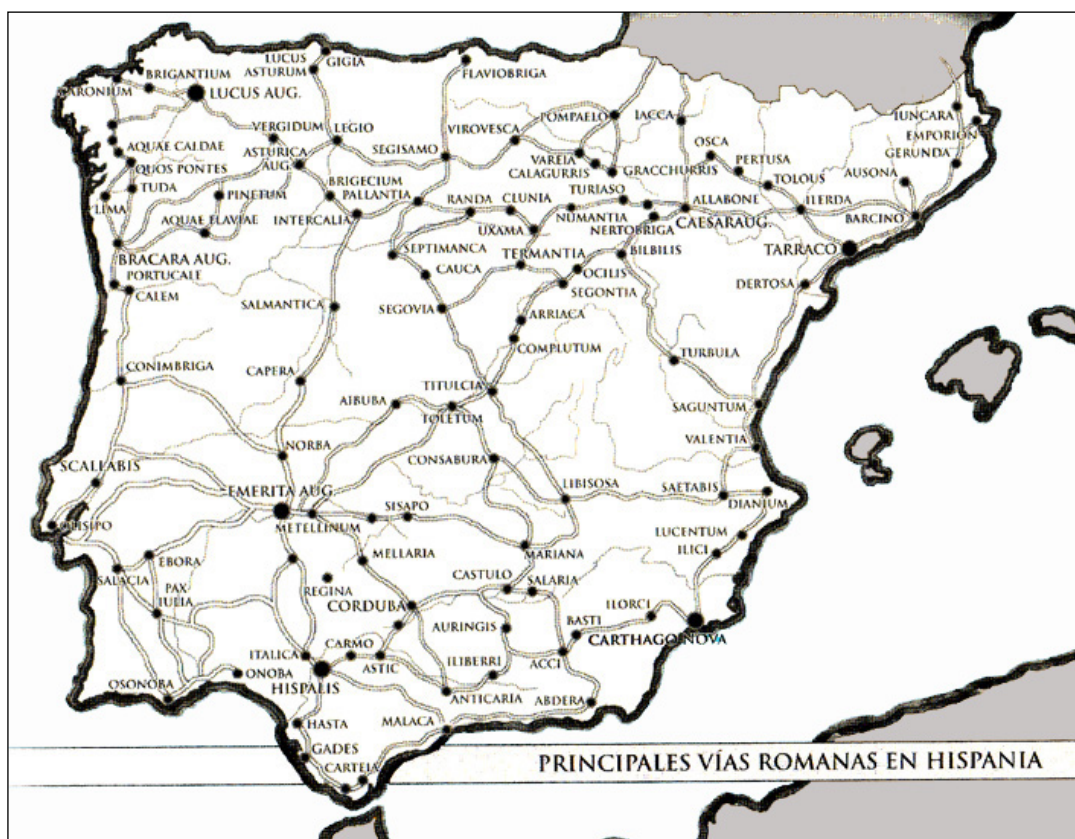 LUCUS
ASTURUM
GIGIA
FLAVIOBRIGA
BRIGANTIUM
CARONIUM
LUCUS AUG.
IUNCARA
EMPORION
GERUNDA
VERGIDUM
LEGIO
VIROVESCA
POMPAELO
IACCA
OSCA
PERTUSA
AUSONA
AQUAE CALDAE
ASTURICA
AUG.
SEGISAMO
VAREIA
CALAGURRIS
GRACCHURRIS
TOLOUS
QUOS PONTES
TUDA
PINETUM
BRIGECIUM
PALLANTIA
TURIASO
ALLABONE
ILERDA
BARCINO
LIMA
AQUAE FLAVIAE
INTERCALIA
RANDA
CLUNIA
UXAMA
NUMANTIA
NERTOBRIGA
CAESARAUG.
TARRACO
BRACARA AUG.
SEPTIMANCA
TERMANTIA
BILBILIS
PORTUCALE
CALEM
CAUCA
OCILIS
SEGONTIA
DERTOSA
SALMANTICA
SEGOVIA
ARRIACA
COMPLUTUM
TURBULA
CONIMBRIGA
CAPERA
TITULCIA
AIBUBA
TOLETUM
SAGUNTUM
VALENTIA
NORBA
CONSABURA
SCALLABIS
EMERITA AUG.
LIBISOSA
SAETABIS
DIANIUM
OLISIPO
METELLINUM
SISAPO
LUCENTUM
ILICI
EBORA
MELLARIA
MARIANA
SALACIA
PAX
IULIA
REGINA
CASTULO
SALARIA
CORDUBA
ILORCI
AURINGIS
BASTI
CARTHAGO NOVA
ITALICA
CARMO
ASTIC
ILIBERRI
ACCI
OSONOBA
ONOBA
HISPALIS
ANTICARIA
ABDERA
HASTA
MALACA
GADES
CARTEIA
PRINCIPALES VÍAS ROMANAS EN HISPANIA